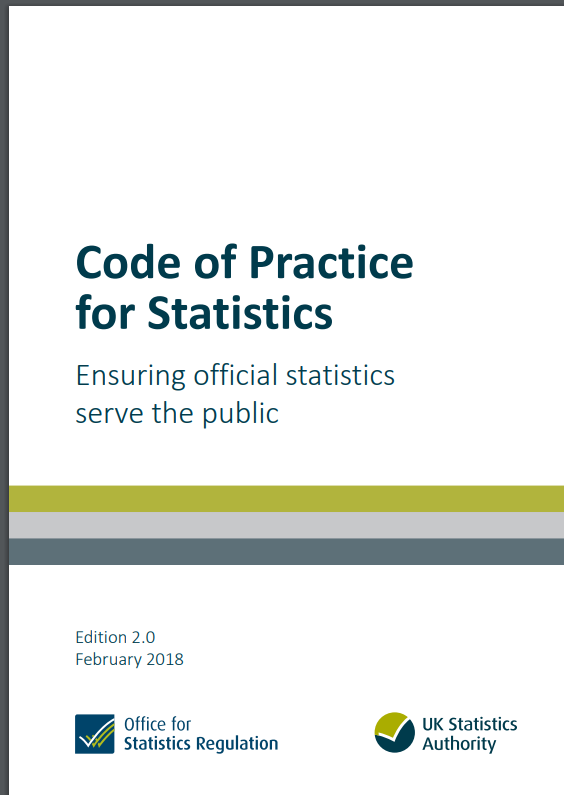 Code of Practice
for Statistics
Ensuring official statistics
serve the public
Edition 2.0
February 2018
Office for
Statistics Regulation
UK Statistics
Authority